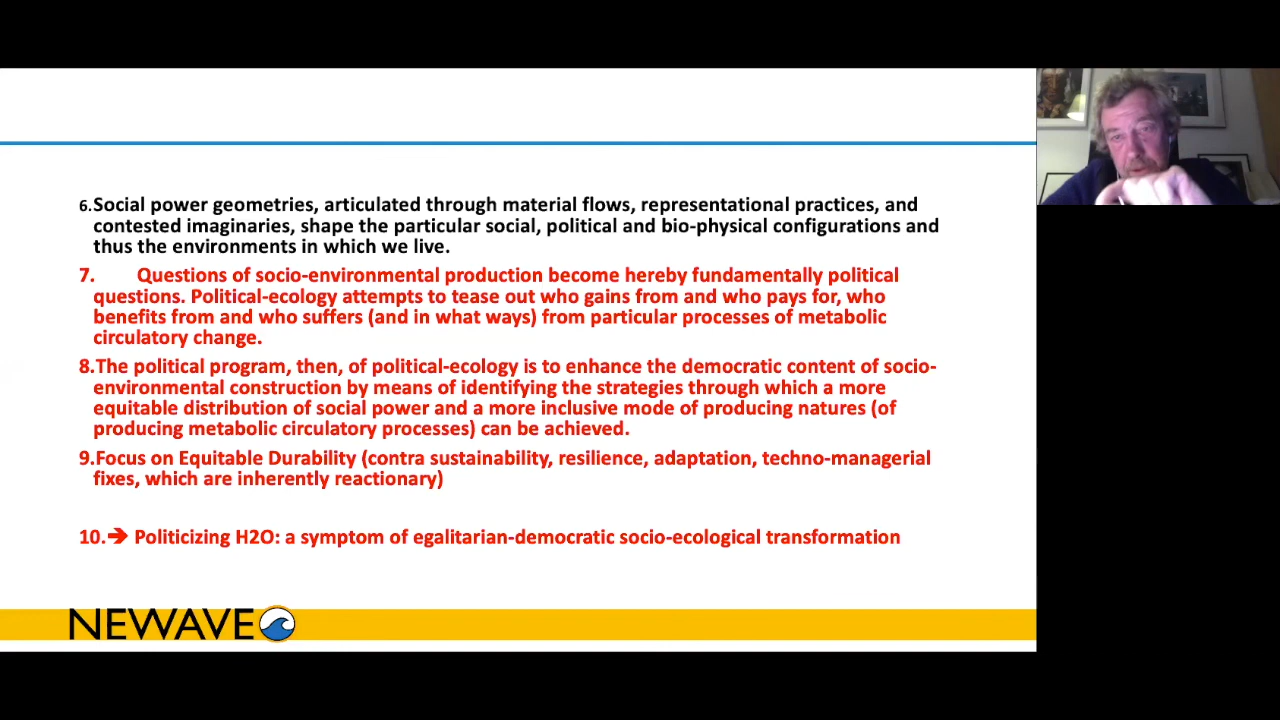 6.Social power geometries, articulated through material flows, representational practices, and
contested imaginaries, shape the particular social, political and bio-physical configurations and
thus the environments in which we live.
7. Questions of socio-environmental production become hereby fundamentally political
questions. Political-ecology attempts to tease out who gains from and who pays for, who
benefits from and who suffers (and in what ways) from particular processes of metabolic
circulatory change.
8.The political program, then, of political-ecology is to enhance the democratic content of socio-
environmental construction by means of identifying the strategies through which a more
equitable distribution of social power and a more inclusive mode of producing natures (of
producing metabolic circulatory processes) can be achieved.
9.Focus on Equitable Durability (contra sustainability, resilience, adaptation, techno-managerial
fixes, which are inherently reactionary)
10.➔ Politicizing H2O: a symptom of egalitarian-democratic socio-ecological transformation
NEWAVE